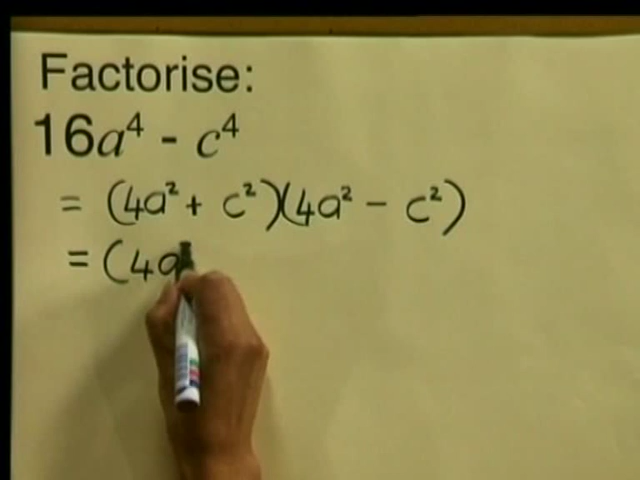 Factorise:
16a⁴ - c⁴
= (4a² + c²)(4a² - c²)
= (4a